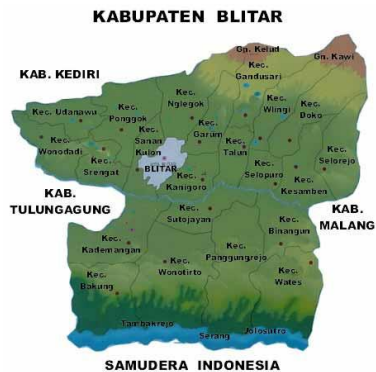 KABUPATEN BLITAR
Gp. Kelud
Gn. Kawi
KAB. KEDIRI
Kec.
Gandusari
Kec. Udanawu
Kec.
Ponggok
Kec.
Nglegok
Kec.
Wlingi
Kec.
Doko
Kec.
Wonodadi
Kec.
Sanan
Kulon
Kec.
Garum
Kec.
Talun
Kec.
Selorejo
Kec.
Srengat
BLITAR
Kec.
Kanigoro
Kec.
Selopuro
Kec.
Kesamben
KAB.
TULUNGAGUNG
KAB.
MALANG
Kec.
Sutojayan
Kec.
Binangun
Kec.
Kademangan
Kec.
Wonotirto
Kec.
Panggungrejo
Kec.
Bakung
Kec.
Wates
Tambakrejo
Serang
Jolosutro
SAMUDERA INDONESIA